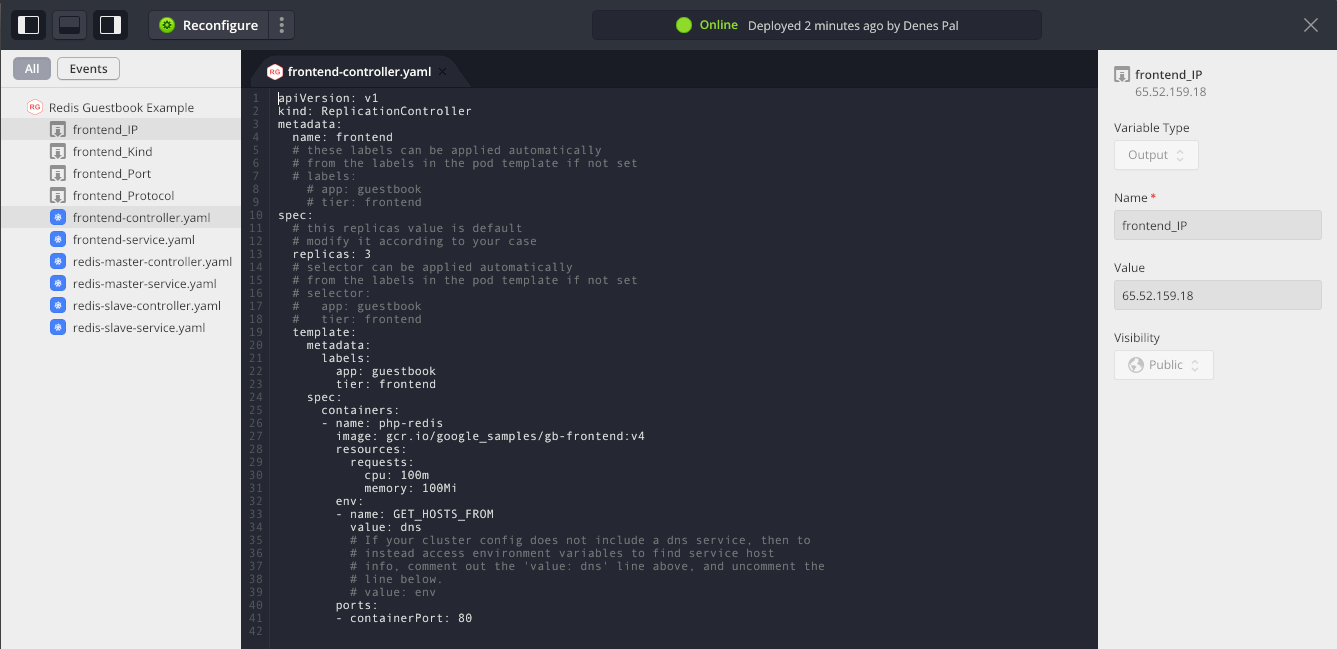 Reconfigure
Online Deployed 2 minutes ago by Denes Pal
All Events
RG Redis Guestbook Example
frontend_IP
frontend_Kind
frontend_Port
frontend_Protocol
frontend-controller.yaml
frontend-service.yaml
redis-master-controller.yaml
redis-master-service.yaml
redis-slave-controller.yaml
redis-slave-service.yaml
RG frontend-controller.yaml
1 apiVersion: v1
2 kind: ReplicationController
3 metadata:
4   name: frontend
5   # these labels can be applied automatically
6   # from the labels in the pod template if not set
7   # labels:
8     # app: guestbook
9     # tier: frontend
10 spec:
11   # this replicas value is default
12   # modify it according to your case
13   replicas: 3
14   # selector can be applied automatically
15   # from the labels in the pod template if not set
16   # selector:
17   #   app: guestbook
18   #   tier: frontend
19   template:
20     metadata:
21       labels:
22         app: guestbook
23         tier: frontend
24     spec:
25       containers:
26       - name: php-redis
27         image: gcr.io/google_samples/gb-frontend:v4
28         resources:
29           requests:
30             cpu: 100m
31             memory: 100Mi
32         env:
33         - name: GET_HOSTS_FROM
34           value: dns
35           # If your cluster config does not include a dns service, then to
36           # instead access environment variables to find service host
37           # info, comment out the 'value: dns' line above, and uncomment the
38           # line below.
39           # value: env
40         ports:
41         - containerPort: 80
42
frontend_IP
65.52.159.18
Variable Type
Output
Name *
frontend_IP
Value
65.52.159.18
Visibility
Public